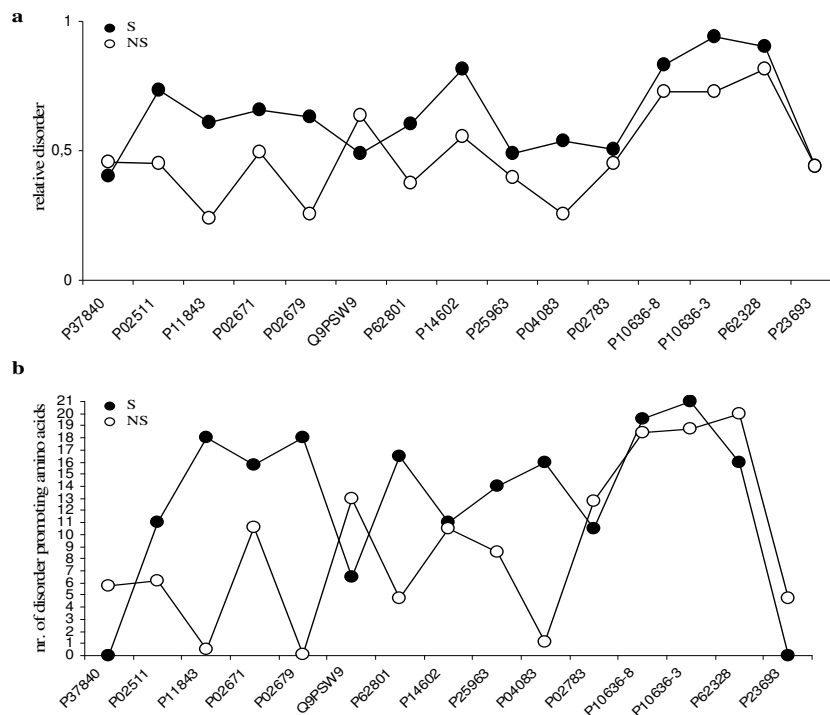 a
S
NS
1
0,5
0
relative disorder
P37840
P02511
P11843
P02671
P02679
Q9PSW9
P62801
P14602
P25963
P04083
P02783
P10636-8
P10636-3
P62328
P23693
b
S
NS
21
20
19
18
17
16
15
14
13
12
11
10
9
8
7
6
5
4
3
2
1
0
nr. of disorder promoting amino acids
P37840
P02511
P11843
P02671
P02679
Q9PSW9
P62801
P14602
P25963
P04083
P02783
P10636-8
P10636-3
P62328
P23693